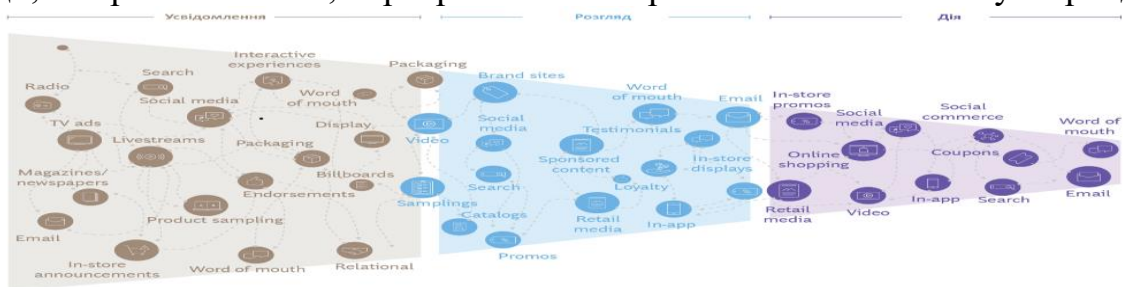 Усвідомлення
Розгляд
Дія
Radio
Search
Interactive
experiences
Packaging
Social media
Word
of mouth
TV ads
Livestreams
Display
Packaging
Magazines/
newspapers
Endorsements
Billboards
Product sampling
Email
In-store
announcements
Word of mouth
Relational
Brand sites
Video
Social
media
Word
of mouth
Email
Testimonials
Sponsored
content
in-store
displays
Search
Loyalty
Samplings
Catalogs
Retail
media
In-app
Promos
In-store
promos
Social
media
Social
commerce
Word of
mouth
Online
shopping
Coupons
Retail
media
Video
In-app
Search
Email